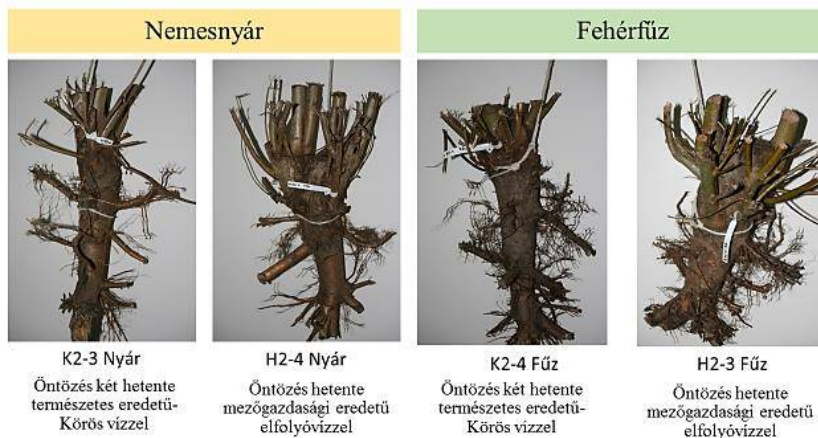 Nemesnyár
Fehérfűz
K2-3 Nyár
Öntözés két hetente
természetes eredetű-
Körös vízzel
H2-4 Nyár
Öntözés hetente
mezőgazdasági eredetű
elfolyóvízzel
K2-4 Fűz
Öntözés két hetente
természetes eredetű-
Körös vízzel
H2-3 Fűz
Öntözés hetente
mezőgazdasági eredetű
elfolyóvízzel